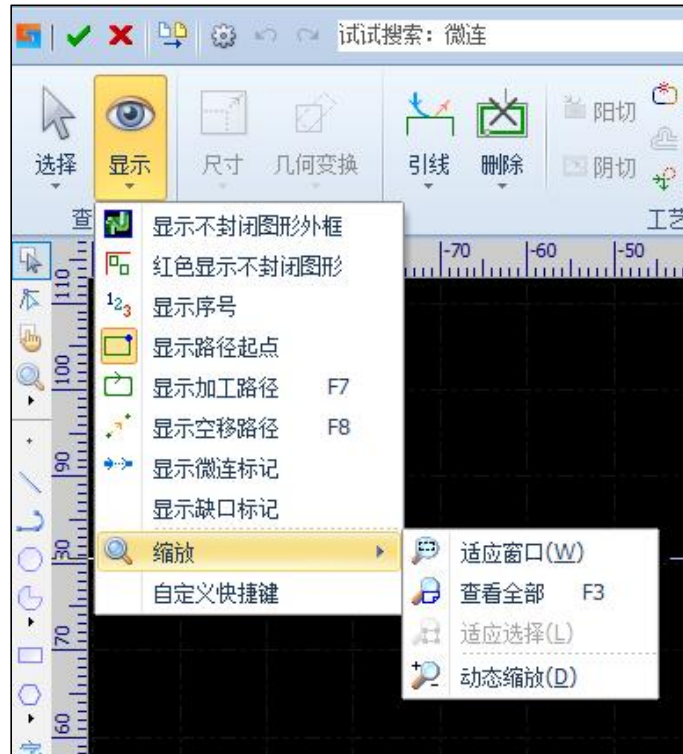 试试搜索：微连
选择
显示
尺寸
几何变换
引线
删除
阳切
阴切
查
工艺
-70
-60
-50
110
100
90
80
70
60
显示不封闭图形外框
红色显示不封闭图形
123
显示序号
显示路径起点
显示加工路径 F7
显示空移路径 F8
显示微连标记
显示缺口标记
缩放
自定义快捷键
适应窗口(W)
查看全部 F3
适应选择(L)
动态缩放(D)
字